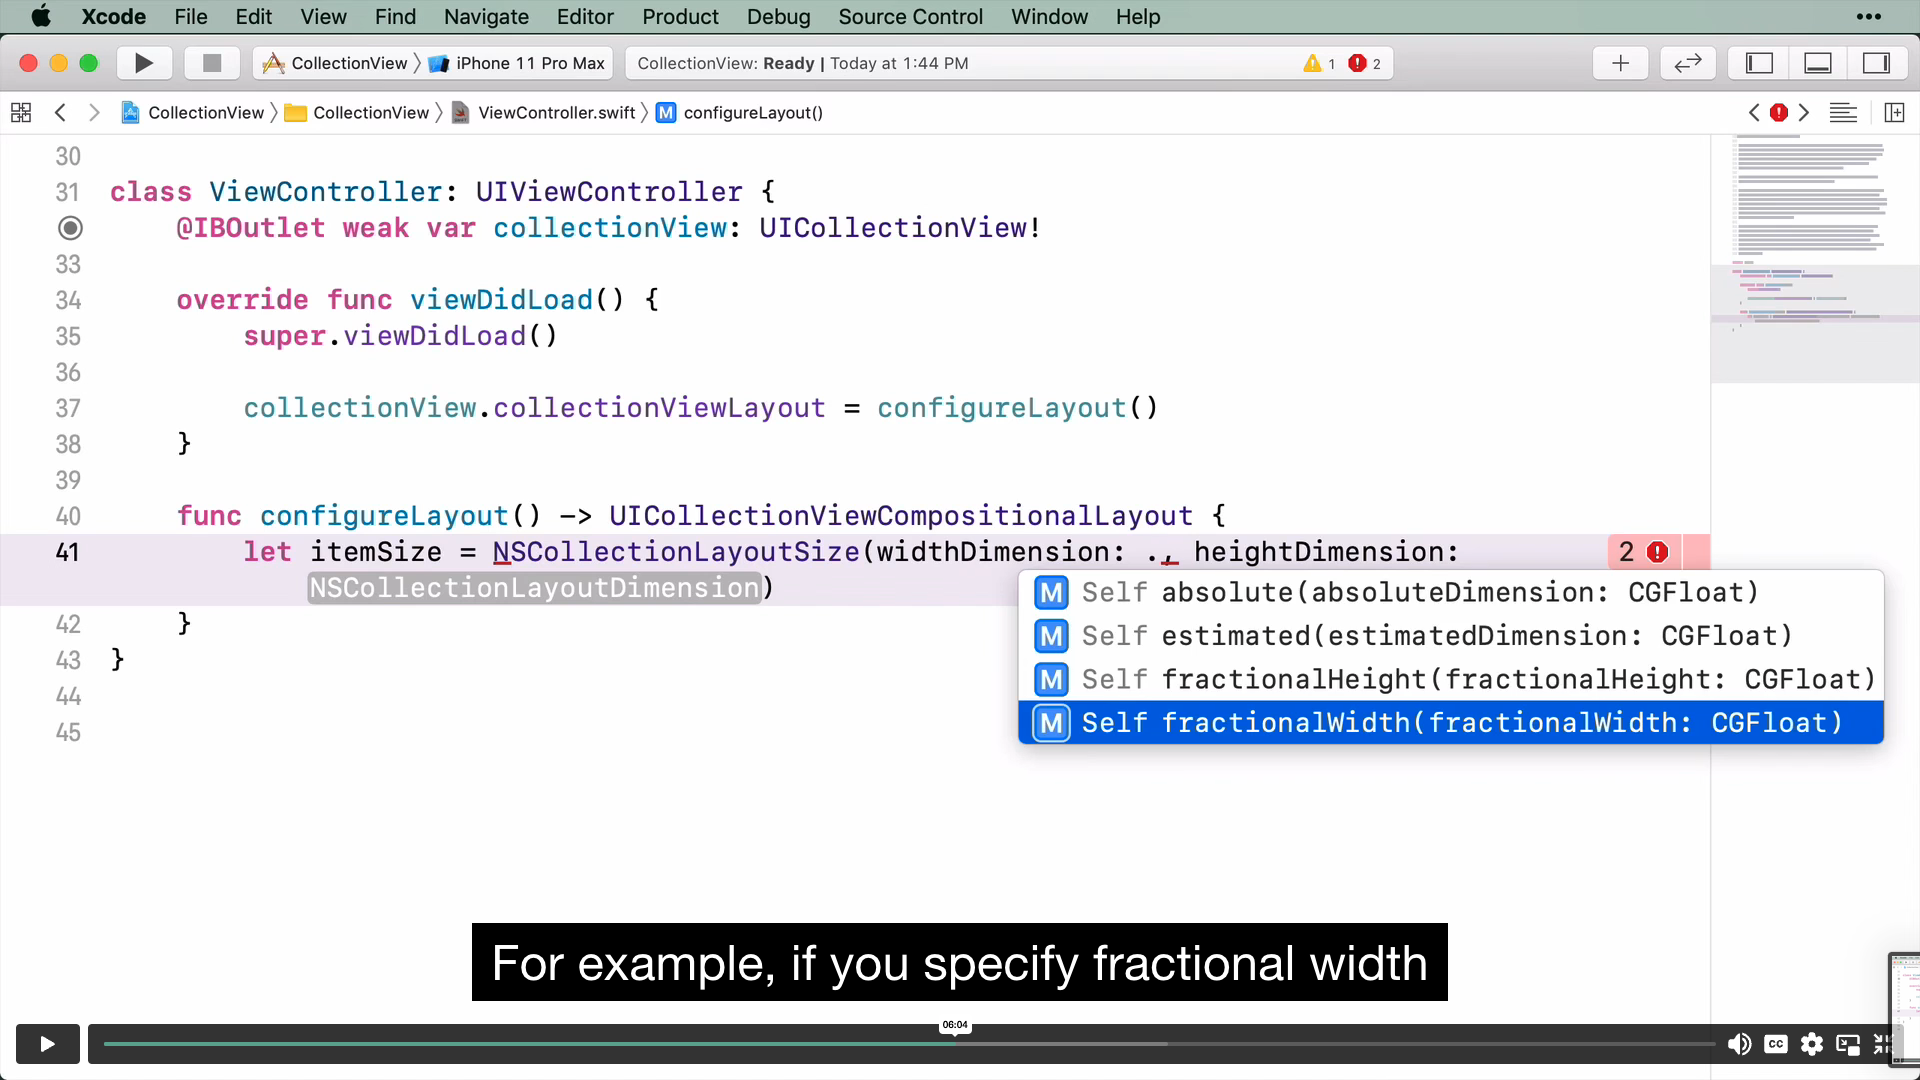 Xcode File Edit View Find Navigate Editor Product Debug Source Control Window Help
CollectionView iPhone 11 Pro Max CollectionView: Ready | Today at 1:44 PM 1 2
CollectionView CollectionView ViewController.swift M configureLayout()
30
31 class ViewController: UIViewController {
@IBOutlet weak var collectionView: UICollectionView!
33
34 override func viewDidLoad() {
35 super.viewDidLoad()
36
37 collectionView.collectionViewLayout = configureLayout()
38 }
39
40 func configureLayout() -> UICollectionViewCompositionalLayout {
41 let itemSize = NSCollectionLayoutSize(widthDimension: ., heightDimension: 2
NSCollectionLayoutDimension)
M Self absolute(absoluteDimension: CGFloat)
42 }
M Self estimated(estimatedDimension: CGFloat)
43 }
M Self fractionalHeight(fractionalHeight: CGFloat)
44
M Self fractionalWidth(fractionalWidth: CGFloat)
45
For example, if you specify fractional width
06:04
CC